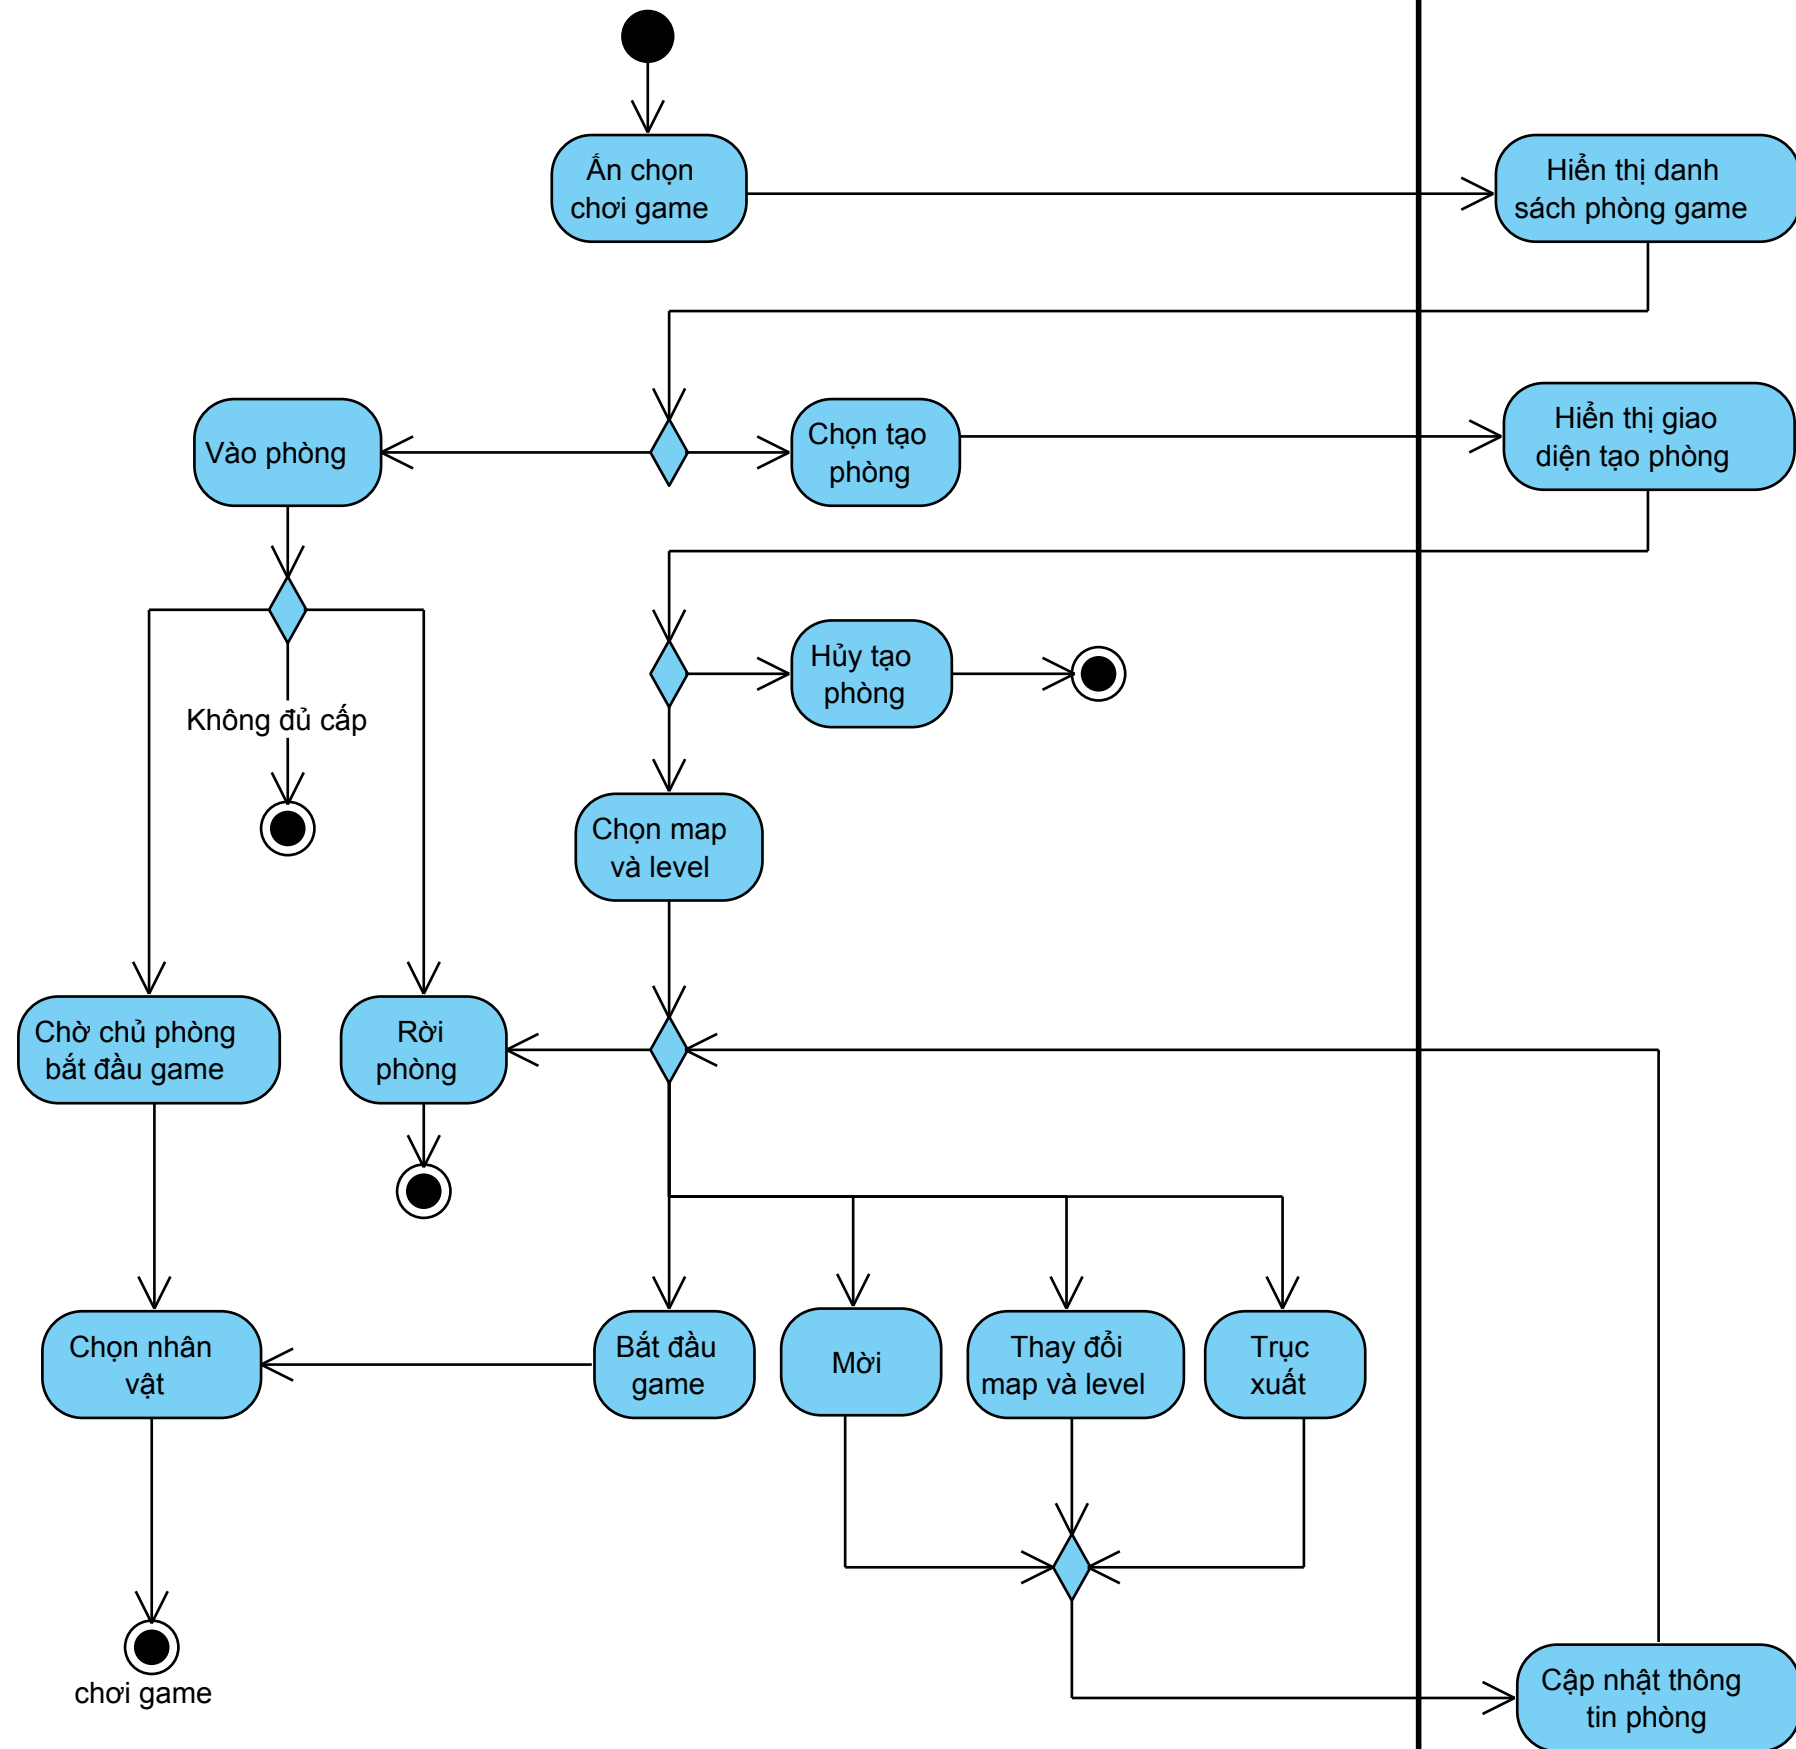 Ấn chọn
chơi game
Hiển thị danh
sách phòng game
Vào phòng
Chọn tạo
phòng
Hiển thị giao
diện tạo phòng
Hủy tạo
phòng
Không đủ cấp
Chọn map
và level
Chờ chủ phòng
bắt đầu game
Rời
phòng
Chọn nhân
vật
Bắt đầu
game
Mời
Thay đổi
map và level
Trục
xuất
chơi game
Cập nhật thông
tin phòng